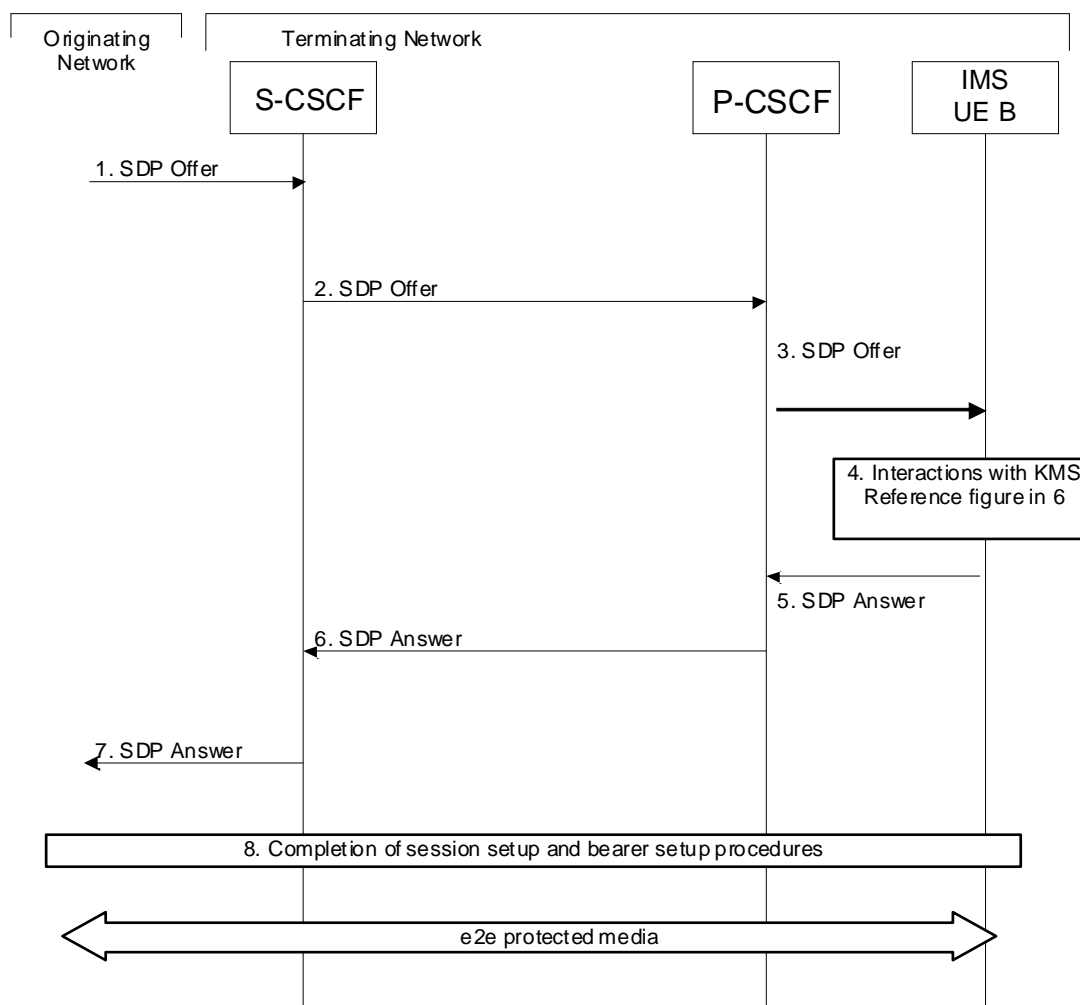 Originating
Network
Terminating Network
S-CSCF
P-CSCF
IMS
UE B
1. SDP Offer
2. SDP Offer
3. SDP Offer
4. Interactions with KMS
Reference figure in 6
5. SDP Answer
6. SDP Answer
7. SDP Answer
8. Completion of session setup and bearer setup procedures
e2e protected media